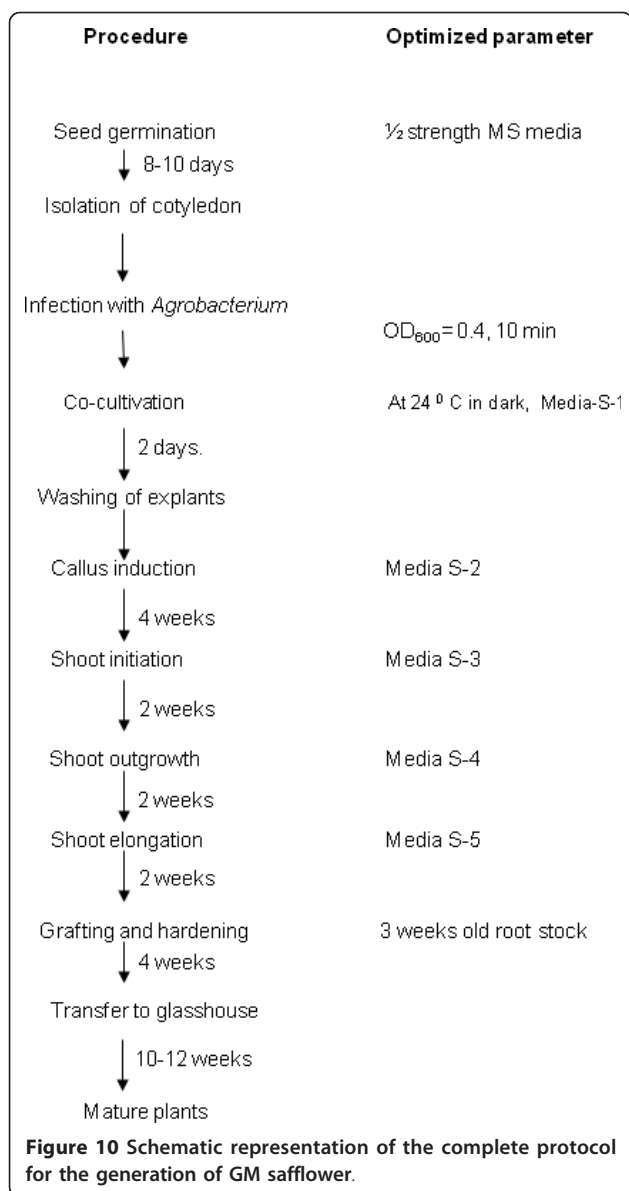 Procedure Optimized parameter
Seed germination ½ strength MS media
8-10 days
Isolation of cotyledon
Infection with Agrobacterium
OD₆₀₀= 0.4, 10 min
Co-cultivation At 24 ⁰ C in dark, Media-S-1
2 days.
Washing of explants
Callus induction Media S-2
4 weeks
Shoot initiation Media S-3
2 weeks
Shoot outgrowth Media S-4
2 weeks
Shoot elongation Media S-5
2 weeks
Grafting and hardening 3 weeks old root stock
4 weeks
Transfer to glasshouse
10-12 weeks
Mature plants
Figure 10 Schematic representation of the complete protocol
for the generation of GM safflower.